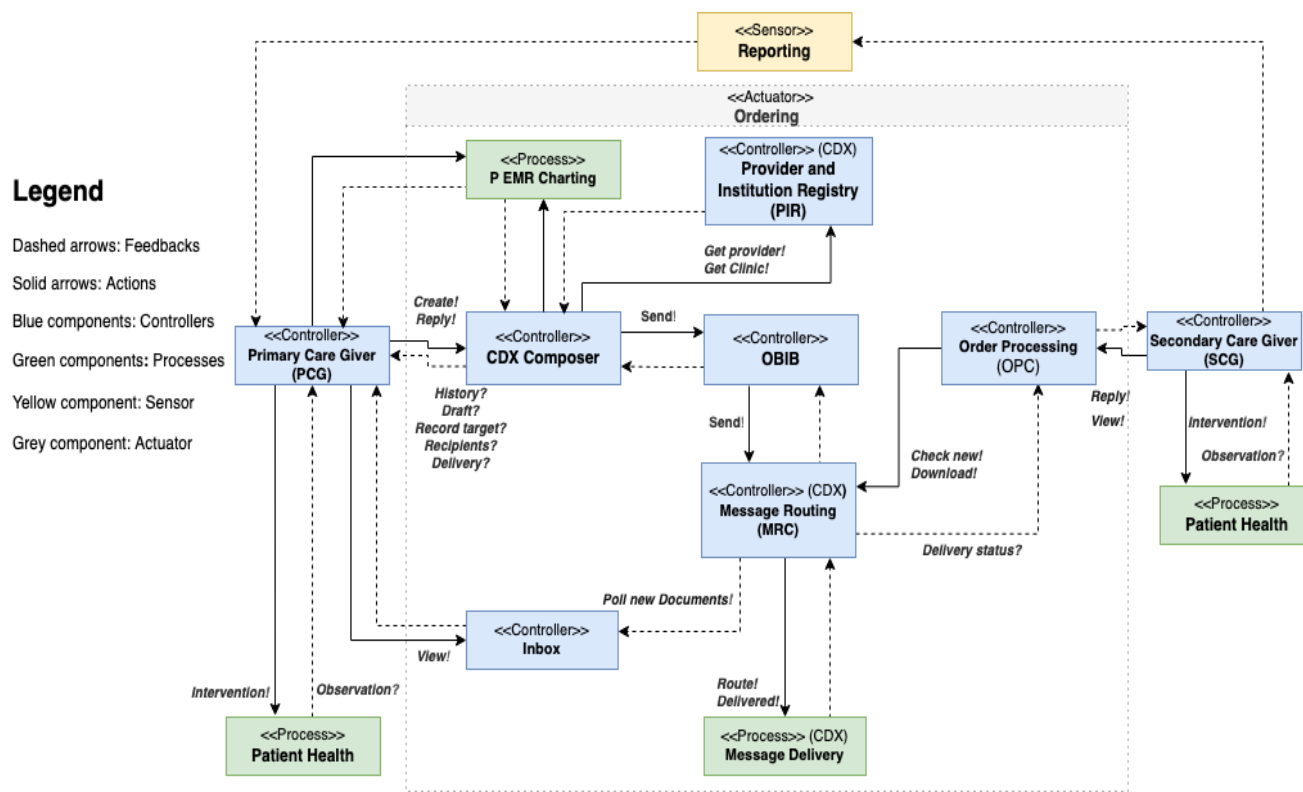 <<Sensor>>
Reporting
<<Actuator>>
Ordering
<<Process>>
P EMR Charting
<<Controller>> (CDX)
Provider and
Institution Registry
(PIR)
Legend
Dashed arrows: Feedbacks
Solid arrows: Actions
Blue components: Controllers
Green components: Processes
Yellow component: Sensor
Grey component: Actuator
Get provider!
Get Clinic!
Create!
Reply!
<<Controller>>
Primary Care Giver
(PCG)
<<Controller>>
CDX Composer
Send!
<<Controller>>
OBIB
<<Controller>>
Order Processing
(OPC)
<<Controller>>
Secondary Care Giver
(SCG)
History?
Draft?
Record target?
Recipients?
Delivery?
Send!
Reply!
View!
Intervention!
Observation?
Check new!
Download!
<<Controller>> (CDX)
Message Routing
(MRC)
<<Process>>
Patient Health
Delivery status?
Poll new Documents!
<<Controller>>
Inbox
View!
Intervention!
Observation?
Route!
Delivered!
<<Process>>
Patient Health
<<Process>> (CDX)
Message Delivery